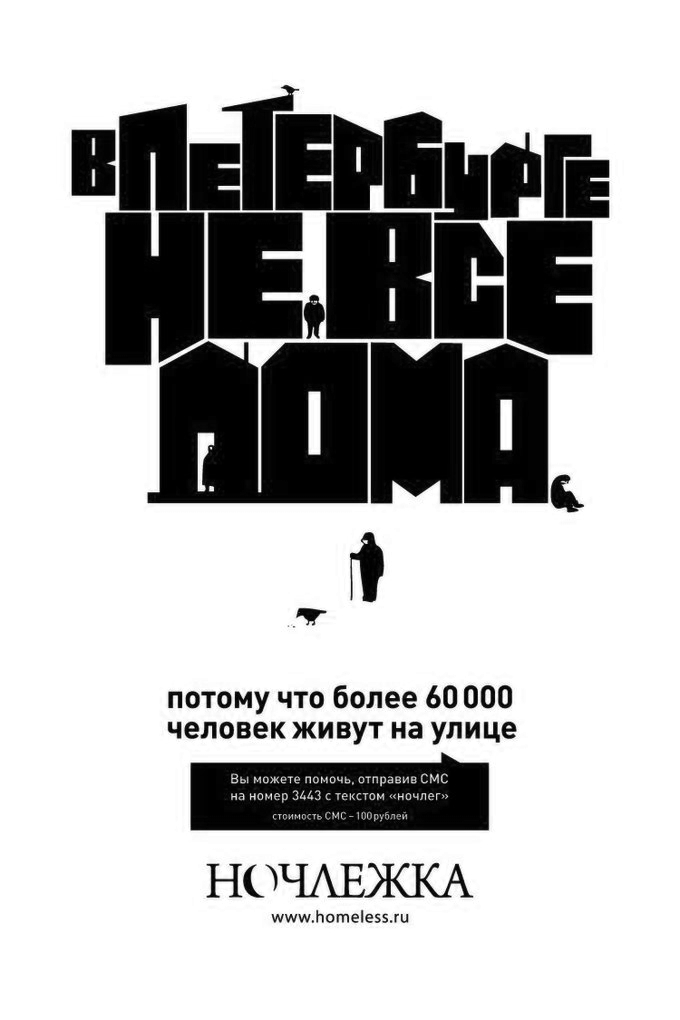 В ПЕТЕРБУРГЕ
НЕ ВСЕ
ДОМА
потому что более 60 000
человек живут на улице
Вы можете помочь, отправив СМС
на номер 3443 с текстом «ночлег»
стоимость СМС – 100 рублей
НОЧЛЕЖКА
www.homeless.ru